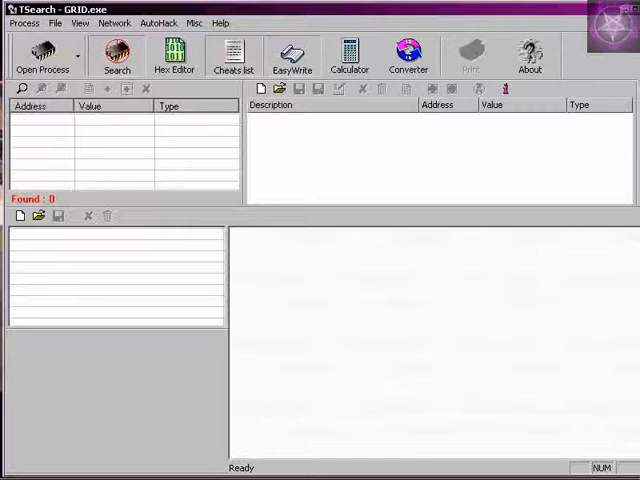 TSearch - GRID.exe
Process File View Network AutoHack Misc Help
Open Process Search Hex Editor Cheats list EasyWrite Calculator Converter Print About
Address Value Type
Description Address Value Type
Found : 0
Ready NUM